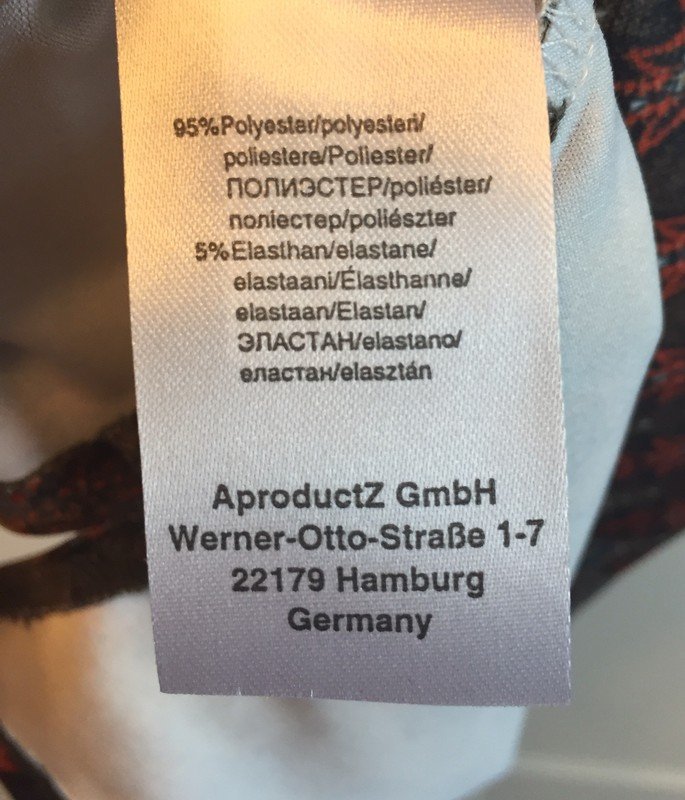 95%Polyester/polyesteri/
poliestere/Poliester/
ПОЛИЭСТЕР/poliéster/
поліестер/poliészter
5%Elasthan/elastane/
elastaani/Élasthanne/
elastaan/Elastan/
ЭЛАСТАН/elastano/
еластан/elasztán
AproductZ GmbH
Werner-Otto-Straße 1-7
22179 Hamburg
Germany